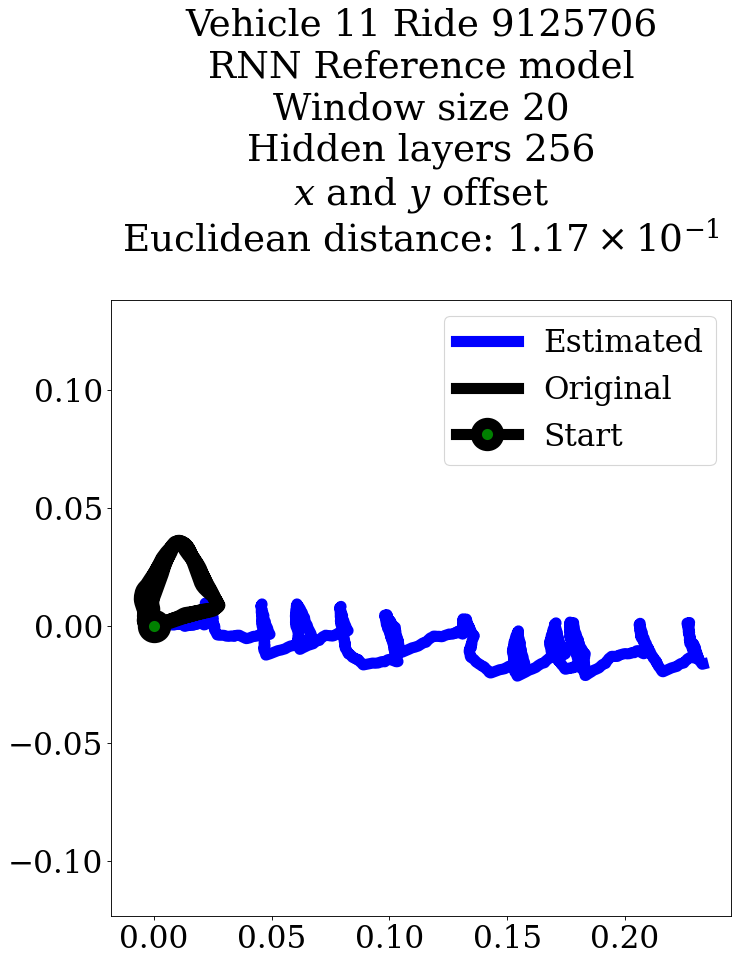 Vehicle 11 Ride 9125706
RNN Reference model
Window size 20
Hidden layers 256
x and y offset
Euclidean distance: 1.17 × 10⁻¹
Estimated
Original
Start
0.10
0.05
0.00
−0.05
−0.10
0.00 0.05 0.10 0.15 0.20